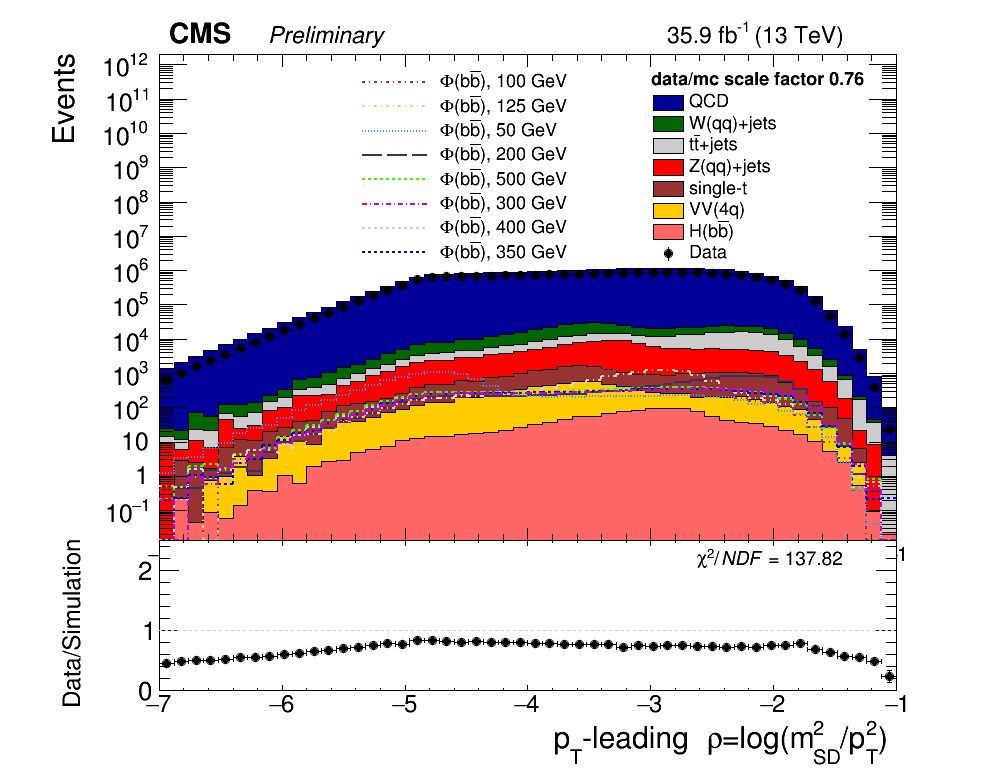 CMS Preliminary 35.9 fb⁻¹ (13 TeV)
Events
10¹²
10¹¹
10¹⁰
10⁹
10⁸
10⁷
10⁶
10⁵
10⁴
10³
10²
10
1
10⁻¹
Φ(bb̅), 100 GeV
Φ(bb̅), 125 GeV
Φ(bb̅), 50 GeV
Φ(bb̅), 200 GeV
Φ(bb̅), 500 GeV
Φ(bb̅), 300 GeV
Φ(bb̅), 400 GeV
Φ(bb̅), 350 GeV
data/mc scale factor 0.76
QCD
W(qq)+jets
tt̅+jets
Z(qq)+jets
single-t
VV(4q)
H(bb̅)
Data
Data/Simulation
χ²/NDF = 137.82
1
2
1
0
−7 −6 −5 −4 −3 −2 −1
p_T-leading ρ=log(m²_SD/p²_T)